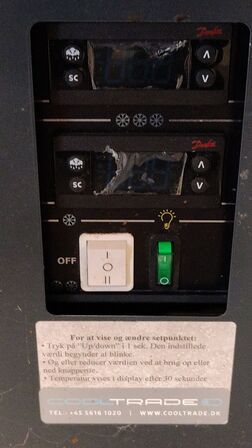 Danfoss
SC
Danfoss
SC
OFF
I
O
II
For at vise og ændre setpunktet:
• Tryk på "Up/down" i 1 sek. Den indstillede
værdi begynder at blinke.
• Og eller reducer værdien ved at brug op eller
ned knapperne.
• Temperatur vises i display efter 30 sekunder
COOLTRADE
TEL.: +45 5616 1020 / WWW.COOLTRADE.DK